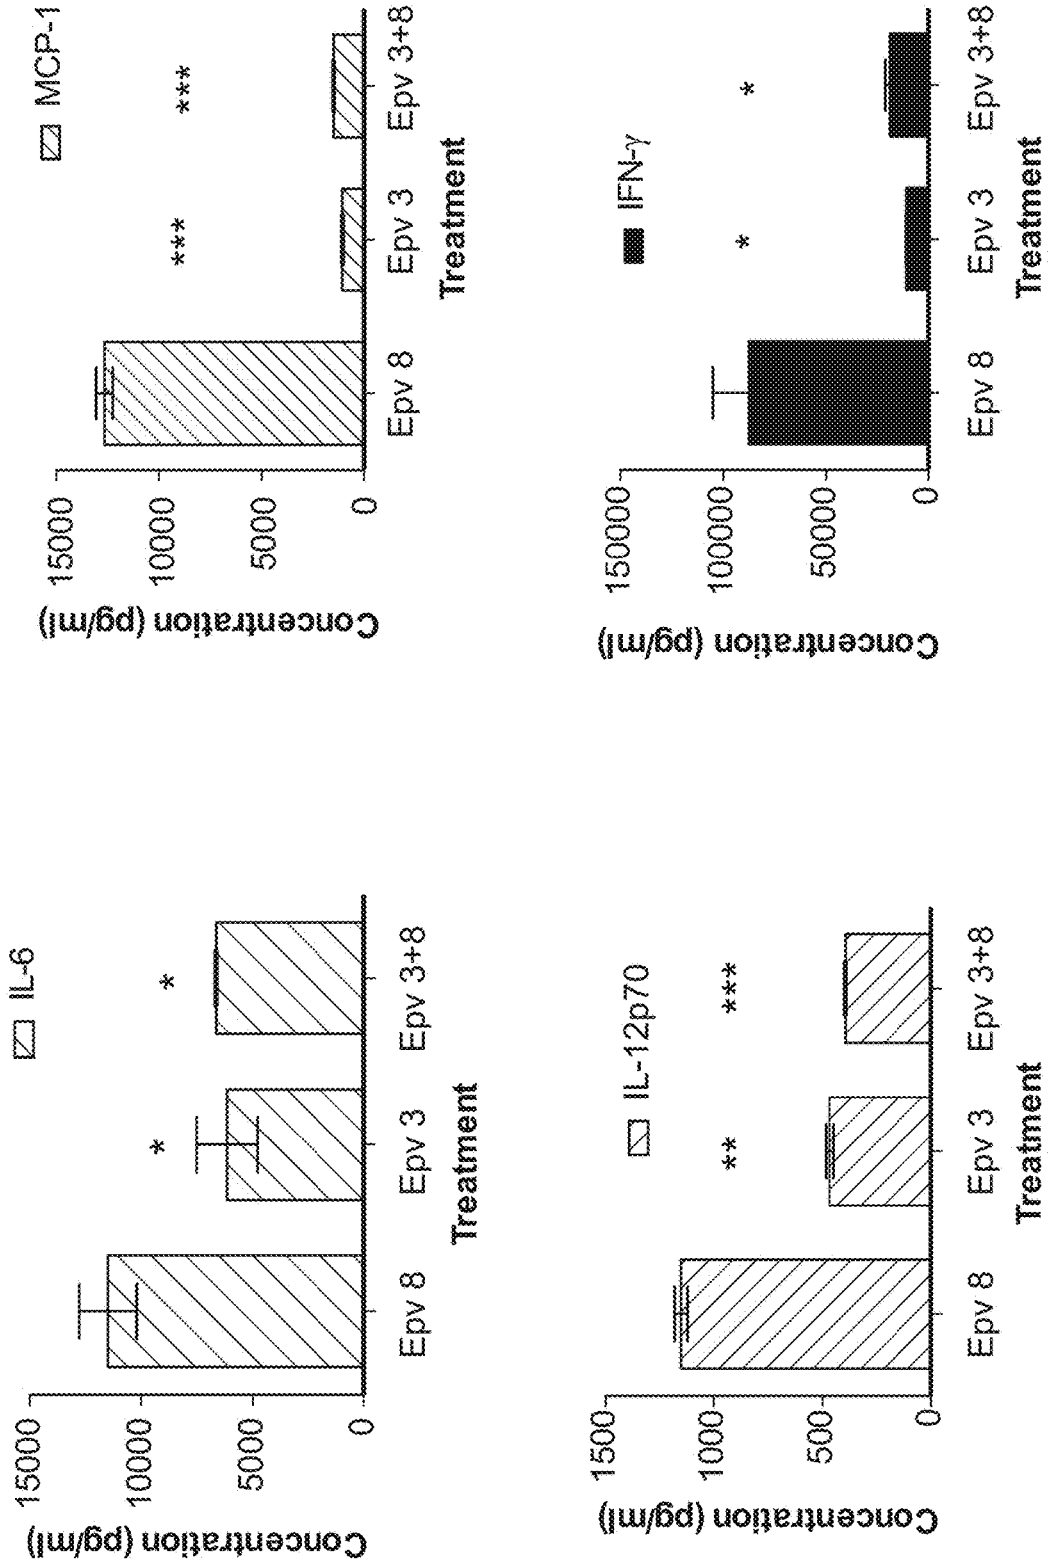 IL-6
Concentration (pg/ml)
15000
10000
5000
0
*
*
Epv 8
Epv 3
Epv 3+8
Treatment
MCP-1
Concentration (pg/ml)
15000
10000
5000
0
***
***
Epv 8
Epv 3
Epv 3+8
Treatment
IL-12p70
Concentration (pg/ml)
1500
1000
500
0
**
***
Epv 8
Epv 3
Epv 3+8
Treatment
IFN-γ
Concentration (pg/ml)
150000
100000
50000
0
*
*
Epv 8
Epv 3
Epv 3+8
Treatment